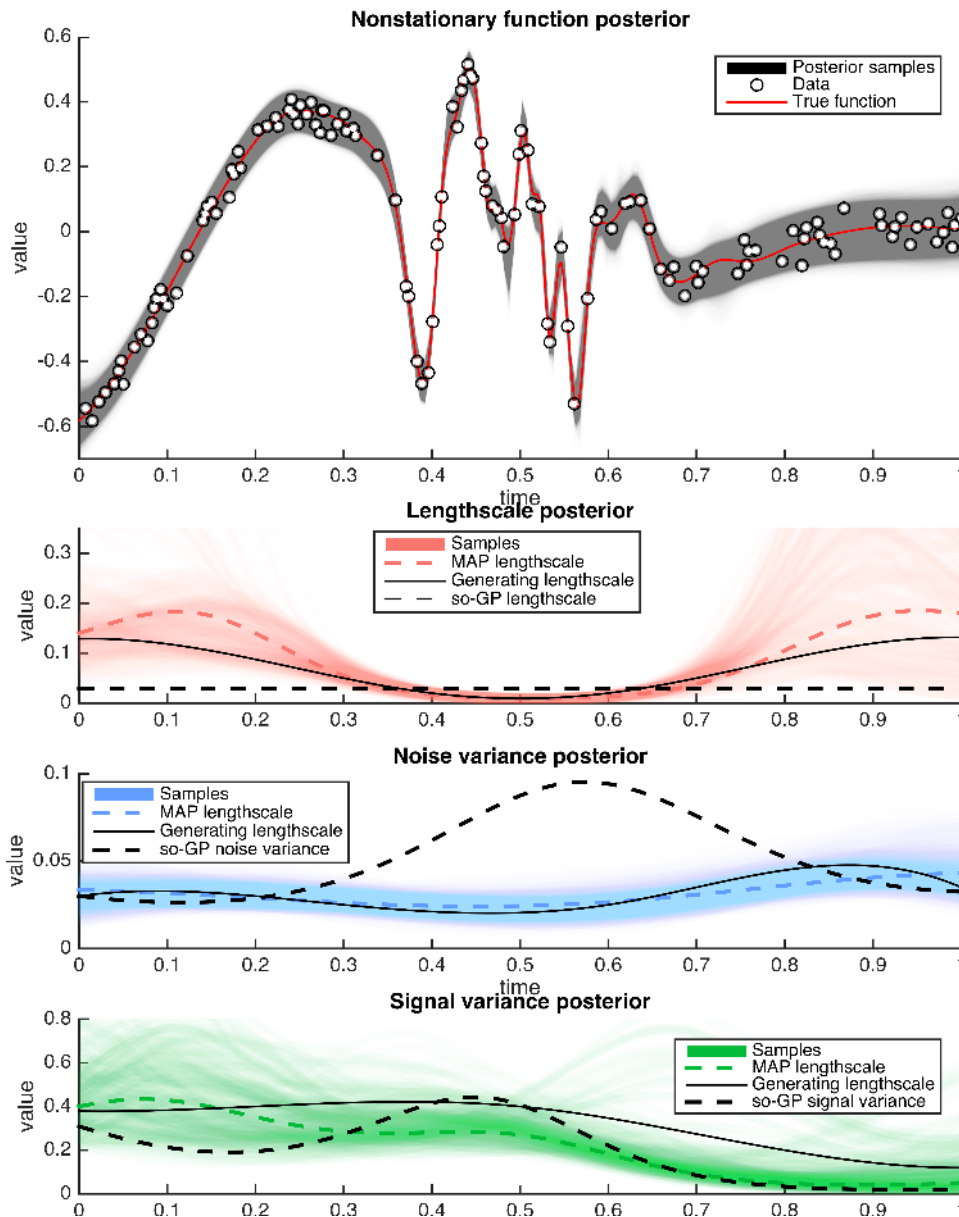 Nonstationary function posterior
0.6
0.4
0.2
0
-0.2
-0.4
-0.6
value
Posterior samples
Data
True function
0 0.1 0.2 0.3 0.4 0.5 0.6 0.7 0.8 0.9 1
time
Lengthscale posterior
0.3
0.2
0.1
0
value
Samples
MAP lengthscale
Generating lengthscale
so-GP lengthscale
0 0.1 0.2 0.3 0.4 0.5 0.6 0.7 0.8 0.9 1
time
Noise variance posterior
0.1
0.05
0
value
Samples
MAP lengthscale
Generating lengthscale
so-GP noise variance
0 0.1 0.2 0.3 0.4 0.5 0.6 0.7 0.8 0.9 1
time
Signal variance posterior
0.8
0.6
0.4
0.2
0
value
Samples
MAP lengthscale
Generating lengthscale
so-GP signal variance
0 0.1 0.2 0.3 0.4 0.5 0.6 0.7 0.8 0.9 1